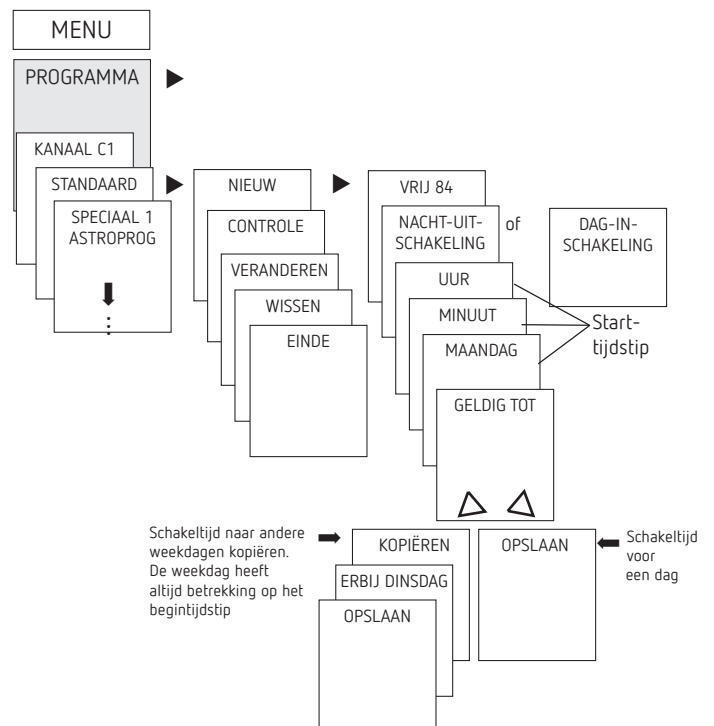 MENU
PROGRAMMA
KANAAL C1
STANDAARD
SPECIAAL 1
ASTROPROG
NIEUW
CONTROLE
VERANDEREN
WISSEN
EINDE
VRIJ 84
NACHT-UIT-
SCHAKELING
of
DAG-IN-
SCHAKELING
UUR
MINUUT
MAANDAG
Start-
tijdstip
GELDIG TOT
Schakeltijd naar andere
weekdagen kopiëren.
De weekdag heeft
altijd betrekking op het
begintijdstip
KOPIËREN
ERBIJ DINSDAG
OPSLAAN
OPSLAAN
Schakeltijd
voor
een dag